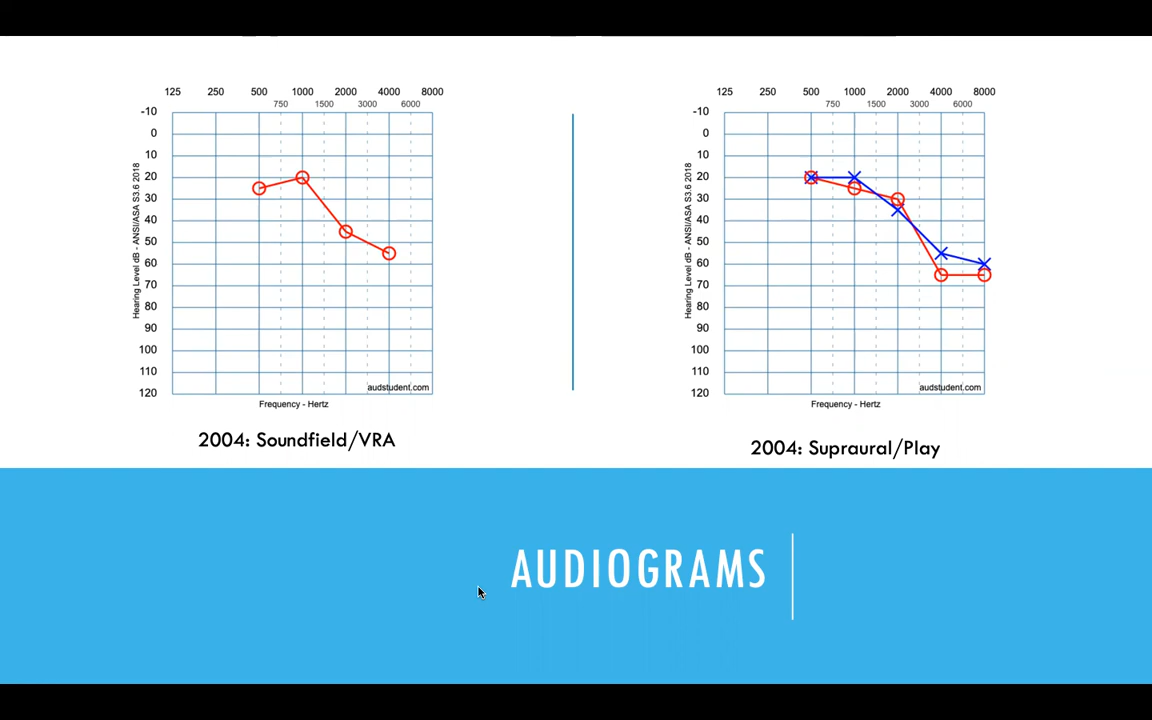 125 250 500 1000 2000 4000 8000
750 1500 3000 6000
-10
0
10
20
30
40
50
60
70
80
90
100
110
120
Hearing Level dB - ANSI/ASA S3.6 2018
audstudent.com
Frequency - Hertz
2004: Soundfield/VRA
125 250 500 1000 2000 4000 8000
750 1500 3000 6000
-10
0
10
20
30
40
50
60
70
80
90
100
110
120
Hearing Level dB - ANSI/ASA S3.6 2018
audstudent.com
Frequency - Hertz
2004: Supraural/Play
AUDIOGRAMS